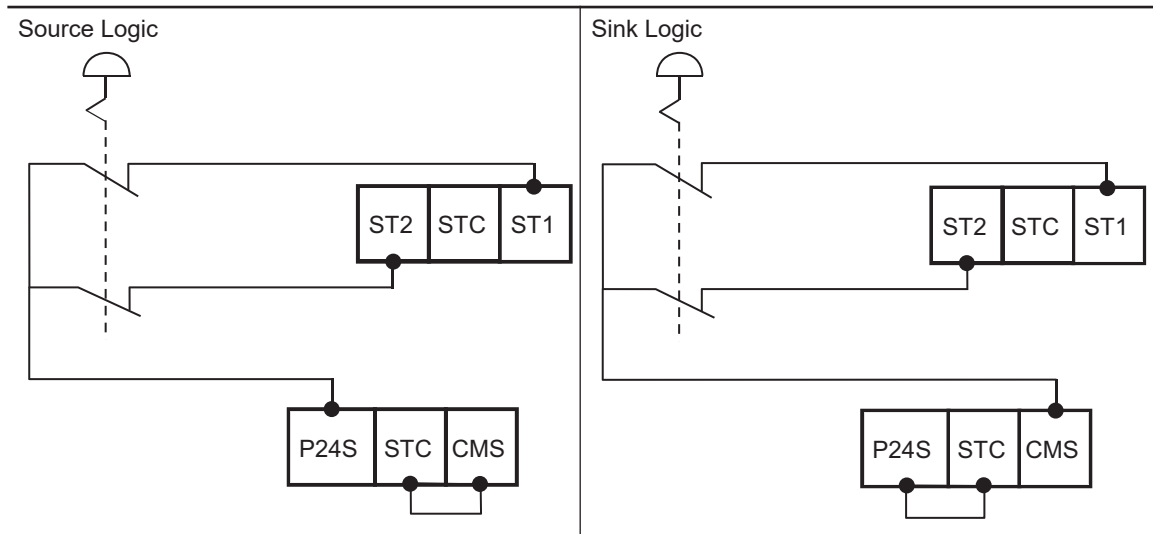 Source Logic
ST2 STC ST1
P24S STC CMS
Sink Logic
ST2 STC ST1
P24S STC CMS